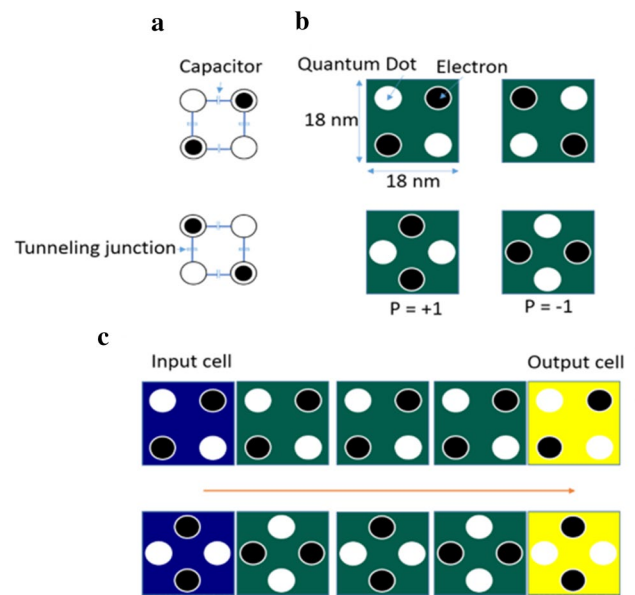 a
b
Capacitor
Quantum Dot
Electron
18 nm
18 nm
Tunneling junction
P = +1
P = -1
c
Input cell
Output cell